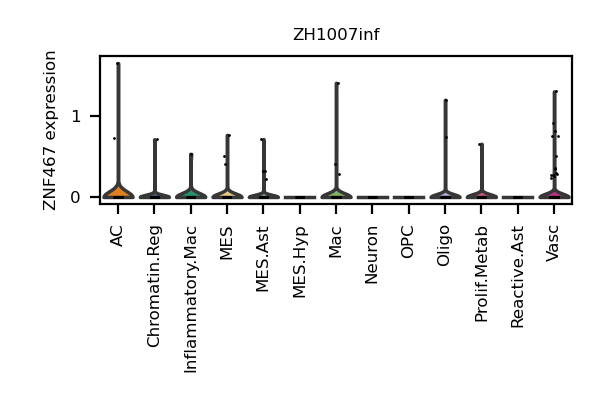 ZH1007inf
ZNF467 expression
1
0
AC
Chromatin.Reg
Inflammatory.Mac
MES
MES.Ast
MES.Hyp
Mac
Neuron
OPC
Oligo
Prolif.Metab
Reactive.Ast
Vasc